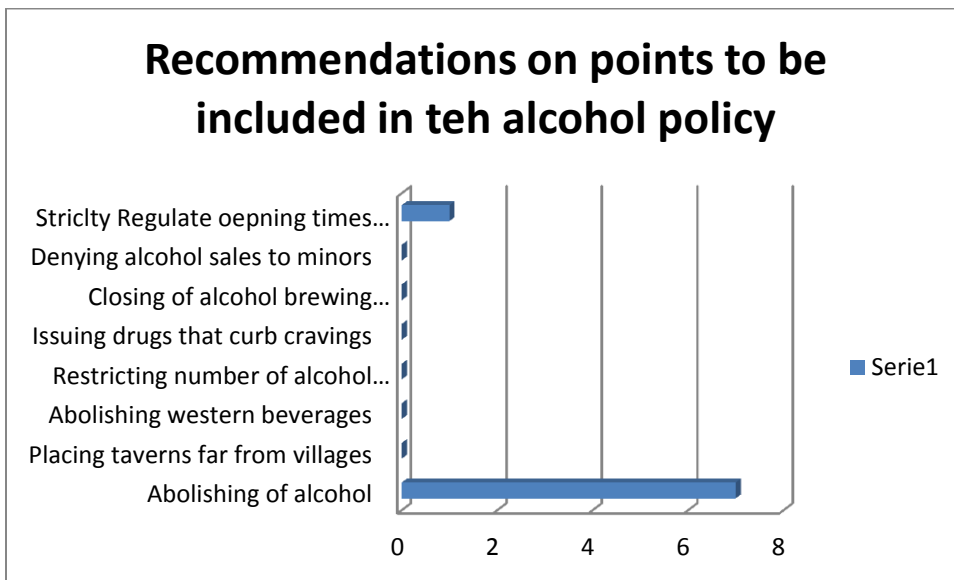 Recommendations on points to be
included in teh alcohol policy
Striclty Regulate oepning times...
Denying alcohol sales to minors
Closing of alcohol brewing...
Issuing drugs that curb cravings
Restricting number of alcohol...
Abolishing western beverages
Placing taverns far from villages
Abolishing of alcohol
0 2 4 6 8
Serie1